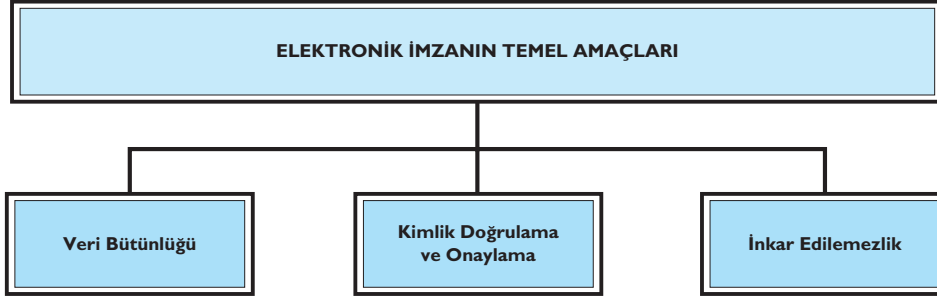 ELEKTRONİK İMZANIN TEMEL AMAÇLARI
Veri Bütünlüğü
Kimlik Doğrulama
ve Onaylama
İnkar Edilemezlik